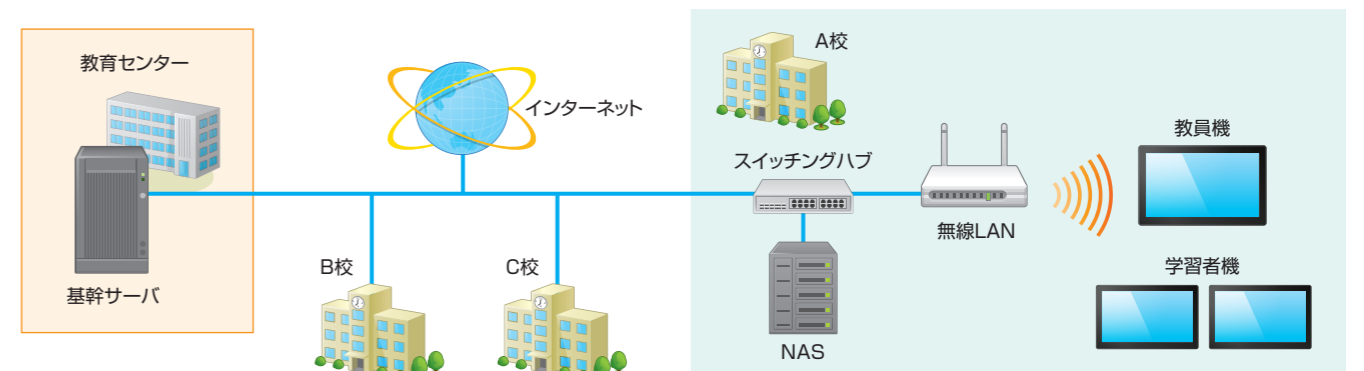 教育センター
基幹サーバ
インターネット
B校
C校
A校
スイッチングハブ
無線LAN
NAS
教員機
学習者機